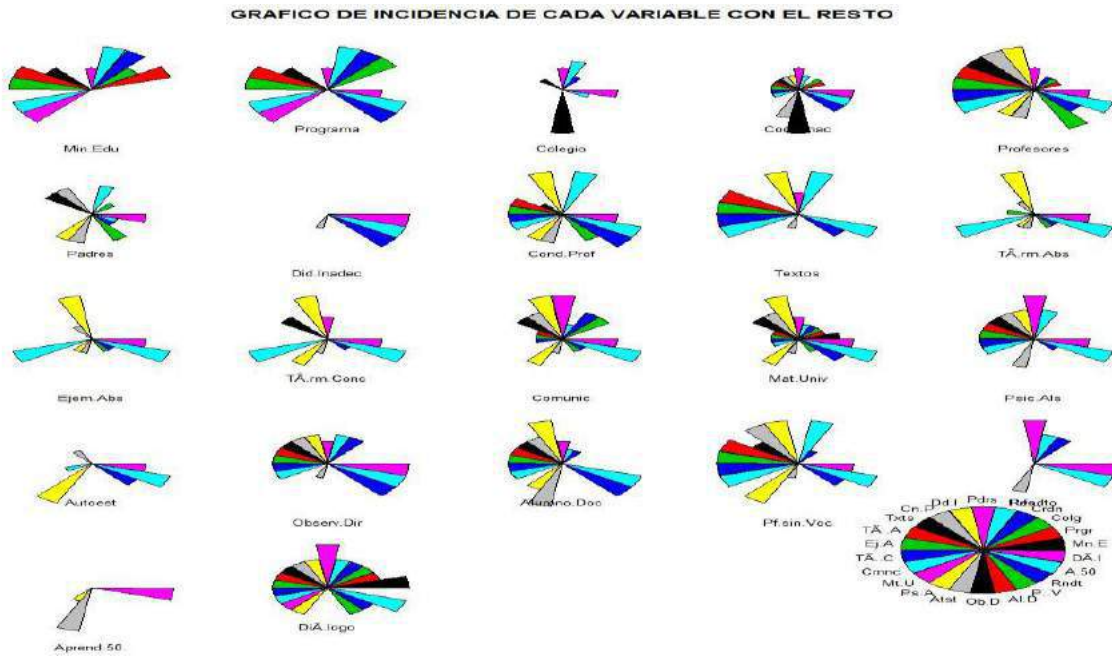 GRAFICO DE INCIDENCIA DE CADA VARIABLE CON EL RESTO
Min.Edu
Programa
Colegio
Profesores
Padres
Did.Inadec
Cond.Prof
Textos
TÃ.rm.Abs
Ejem.Abs
TÃ.rm.Conc
Comunic
Mat.Univ
Psic.Als
Autoest
Observ.Dir
Alumno.Doc
Pf.sin.Voc
Aprend.50.
DiÃ.logo
Pdrs
Dd.I
Crdn
Cn.P
Colg
Txts
Prgr
TÃ..A
Mn.E
Ej.A
DÃ.l
TÃ..C
A.50
Cmnc
Rndt
Mt.U
P..V
Ps.A
Al.D
Atst
Ob.D